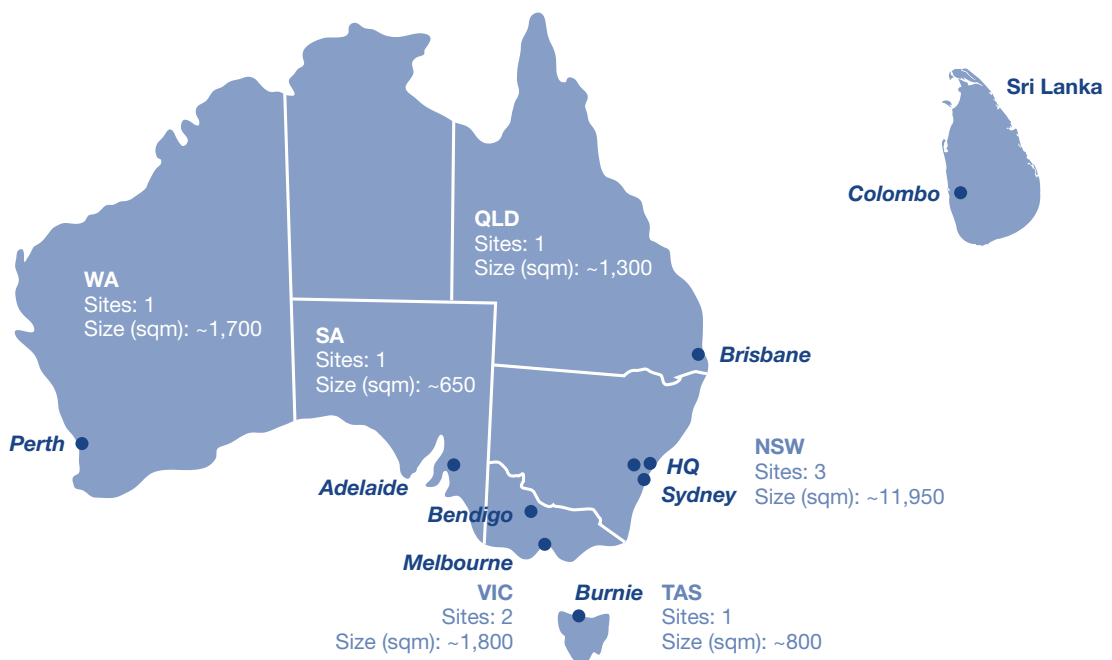 Sri Lanka
Colombo
QLD
Sites: 1
Size (sqm): ~1,300
WA
Sites: 1
Size (sqm): ~1,700
SA
Sites: 1
Size (sqm): ~650
Brisbane
Perth
Adelaide
HQ
Sydney
NSW
Sites: 3
Size (sqm): ~11,950
Bendigo
Melbourne
VIC
Sites: 2
Size (sqm): ~1,800
Burnie
TAS
Sites: 1
Size (sqm): ~800